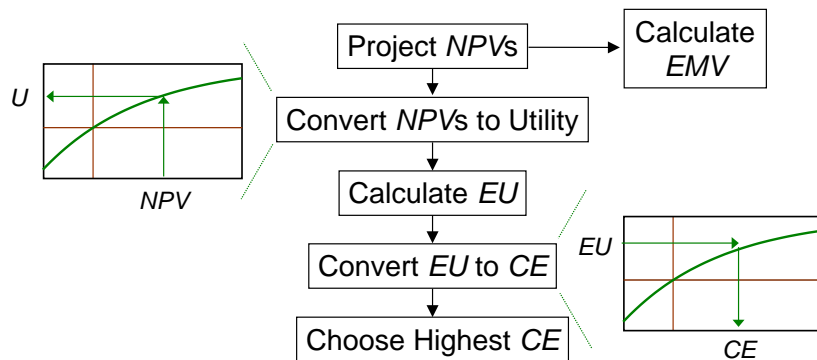 Project NPVs
Calculate
EMV
U
NPV
Convert NPVs to Utility
Calculate EU
Convert EU to CE
EU
CE
Choose Highest CE